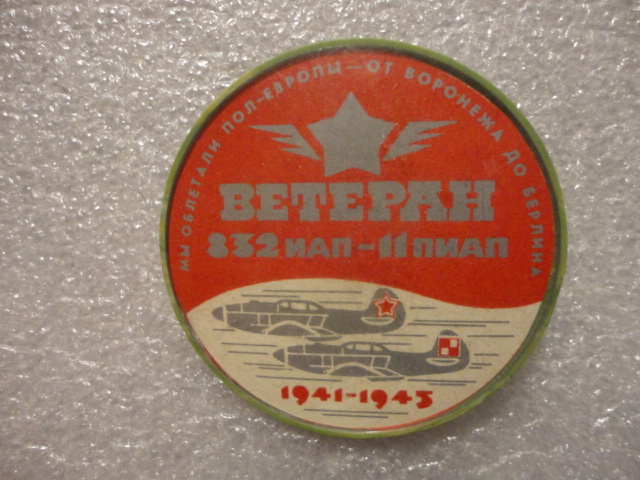 МЫ ОБЛЕТАЛИ ПОЛ-ЕВРОПЫ — ОТ ВОРОНЕЖА ДО БЕРЛИНА
ВЕТЕРАН
832 ИАП - 11 ПИАП
1941-1945